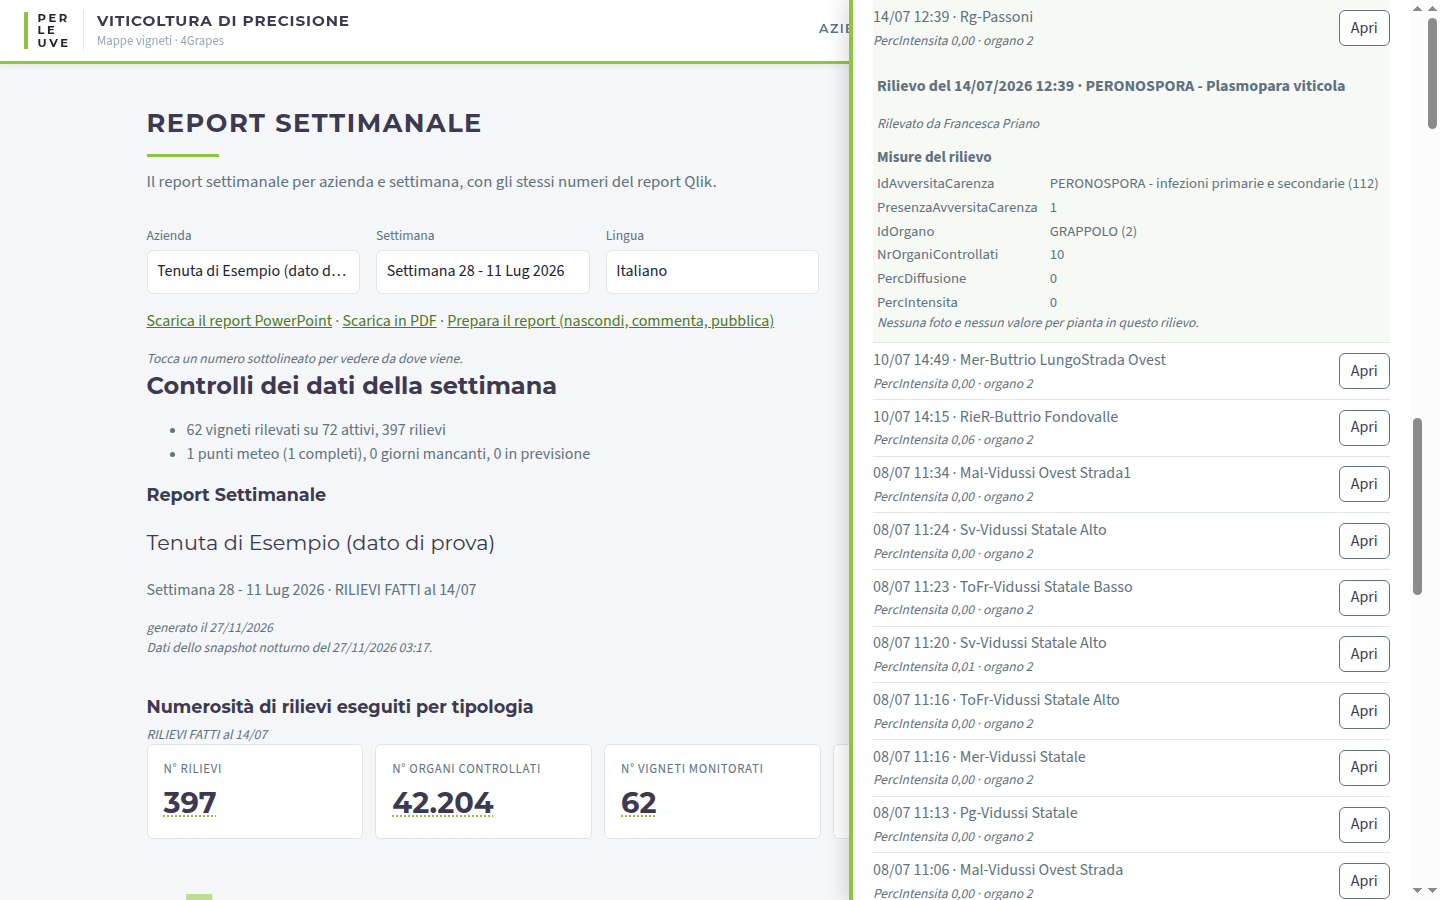 PER
LE
UVE
VITICOLTURA DI PRECISIONE
Mappe vigneti · 4Grapes
REPORT SETTIMANALE
Il report settimanale per azienda e settimana, con gli stessi numeri del report Qlik.
Azienda
Settimana
Lingua
Tenuta di Esempio (dato d…
Settimana 28 - 11 Lug 2026
Italiano
Scarica il report PowerPoint · Scarica in PDF · Prepara il report (nascondi, commenta, pubblica)
Tocca un numero sottolineato per vedere da dove viene.
Controlli dei dati della settimana
• 62 vigneti rilevati su 72 attivi, 397 rilievi
• 1 punti meteo (1 completi), 0 giorni mancanti, 0 in previsione
Report Settimanale
Tenuta di Esempio (dato di prova)
Settimana 28 - 11 Lug 2026 · RILIEVI FATTI al 14/07
generato il 27/11/2026
Dati dello snapshot notturno del 27/11/2026 03:17.
Numerosità di rilievi eseguiti per tipologia
RILIEVI FATTI al 14/07
N° RILIEVI
397
N° ORGANI CONTROLLATI
42.204
N° VIGNETI MONITORATI
62
14/07 12:39 · Rg-Passoni
PercIntensita 0,00 · organo 2
Apri
Rilievo del 14/07/2026 12:39 · PERONOSPORA - Plasmopara viticola
Rilevato da Francesca Priano
Misure del rilievo
IdAvversitaCarenza PERONOSPORA - infezioni primarie e secondarie (112)
PresenzaAvversitaCarenza 1
IdOrgano GRAPPOLO (2)
NrOrganiControllati 10
PercDiffusione 0
PercIntensita 0
Nessuna foto e nessun valore per pianta in questo rilievo.
10/07 14:49 · Mer-Buttrio LungoStrada Ovest
PercIntensita 0,00 · organo 2
Apri
10/07 14:15 · RieR-Buttrio Fondovalle
PercIntensita 0,06 · organo 2
Apri
08/07 11:34 · Mal-Vidussi Ovest Strada1
PercIntensita 0,00 · organo 2
Apri
08/07 11:24 · Sv-Vidussi Statale Alto
PercIntensita 0,00 · organo 2
Apri
08/07 11:23 · ToFr-Vidussi Statale Basso
PercIntensita 0,00 · organo 2
Apri
08/07 11:20 · Sv-Vidussi Statale Alto
PercIntensita 0,01 · organo 2
Apri
08/07 11:16 · ToFr-Vidussi Statale Alto
PercIntensita 0,00 · organo 2
Apri
08/07 11:16 · Mer-Vidussi Statale
PercIntensita 0,00 · organo 2
Apri
08/07 11:13 · Pg-Vidussi Statale
PercIntensita 0,00 · organo 2
Apri
08/07 11:06 · Mal-Vidussi Ovest Strada
PercIntensita 0,00 · organo 2
Apri